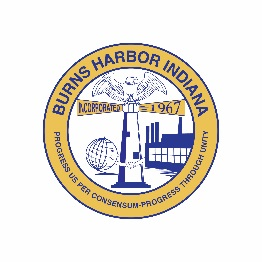 BURNS HARBOR INDIANA
INCORPORATED 1967
PROGRESS US PER CONSENSUM-PROGRESS THROUGH UNITY